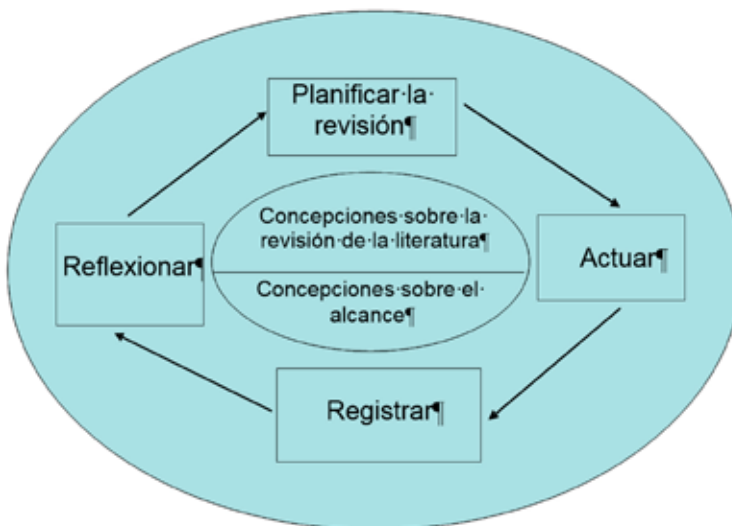 Planificar·la·
revisión¶
Concepciones·sobre·la·
revisión·de·la·literatura¶
Reflexionar¶
Actuar¶
Concepciones·sobre·el·
alcance¶
Registrar¶